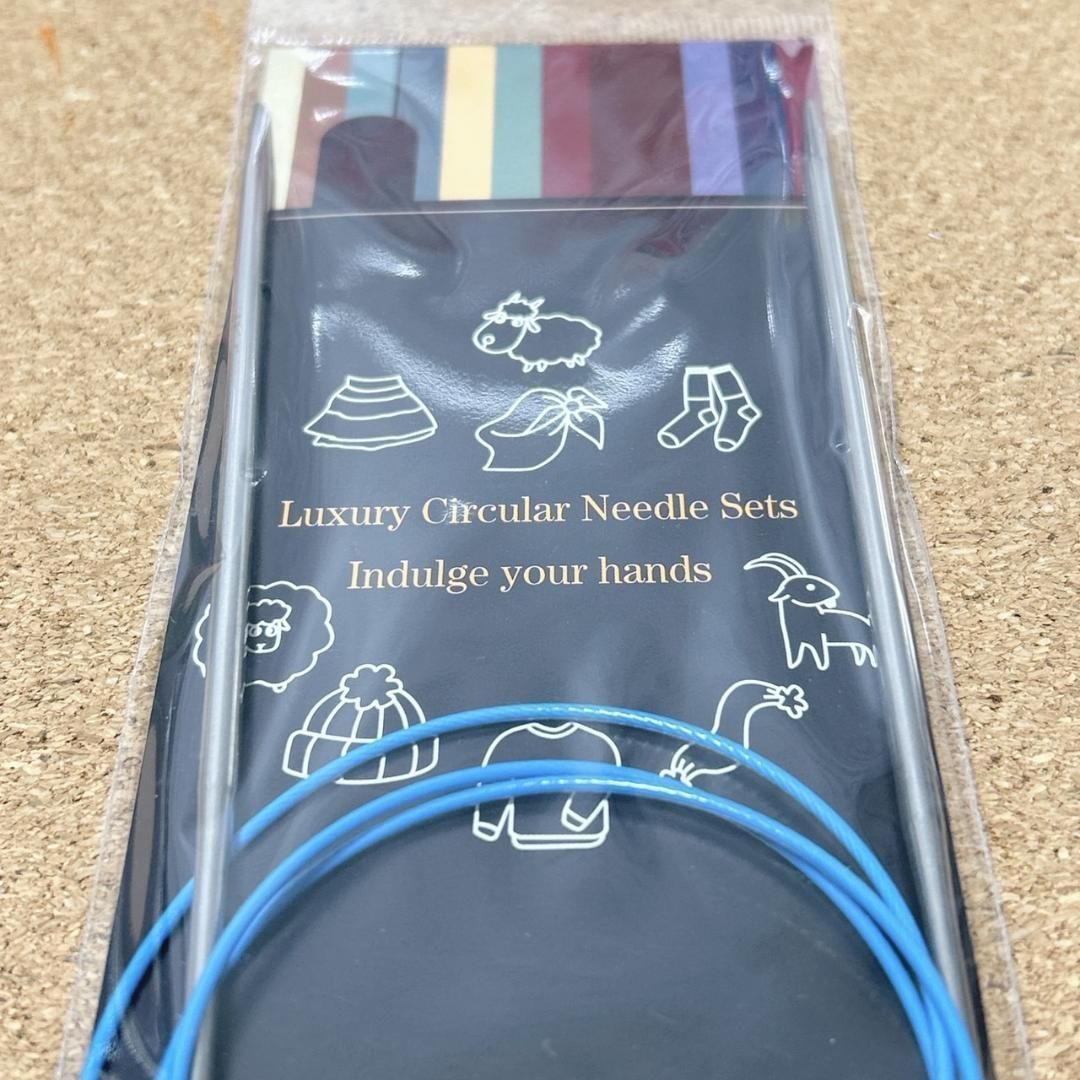 Luxury Circular Needle Sets
Indulge your hands